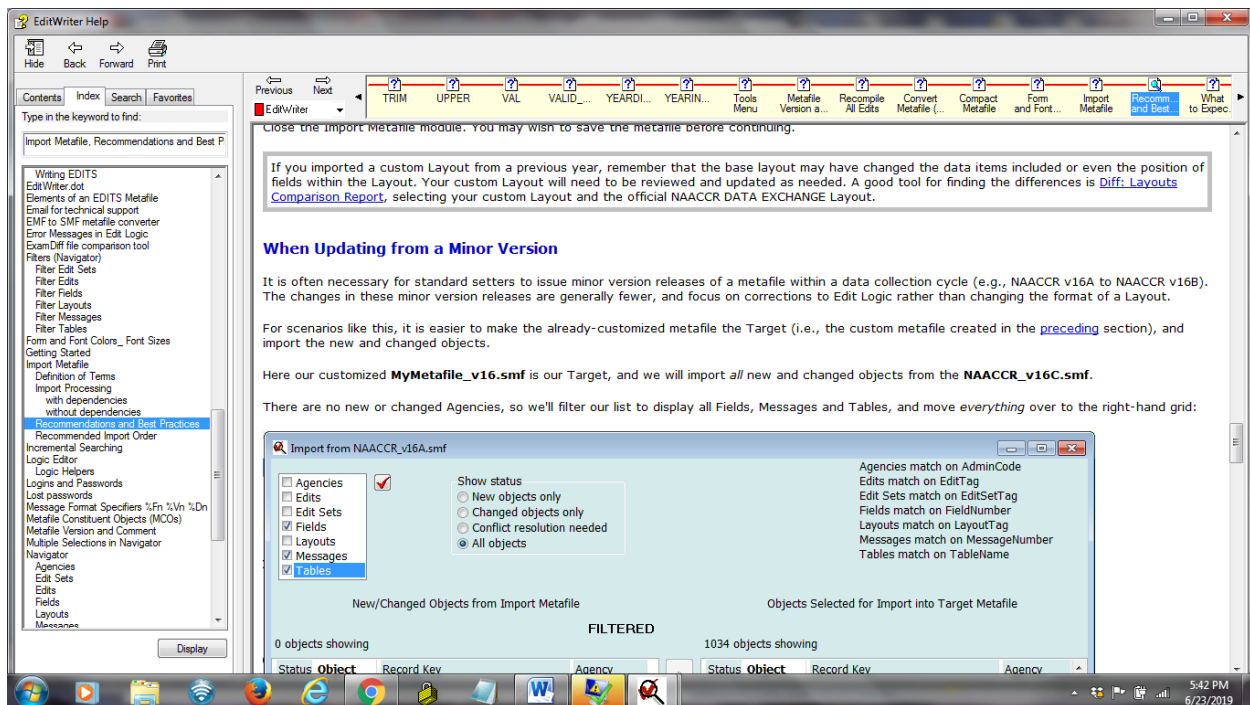 EditWriter Help
Hide Back Forward Print
Contents Index Search Favorites
Type in the keyword to find:
Import Metafile, Recommendations and Best P
Writing EDITS
EditWriter.dot
Elements of an EDITS Metafile
Email for technical support
EMF to SMF metafile converter
Error Messages in Edit Logic
ExamDiff file comparison tool
Filters (Navigator)
Filter Edit Sets
Filter Edits
Filter Fields
Filter Layouts
Filter Messages
Filter Tables
Form and Font Colors_ Font Sizes
Getting Started
Import Metafile
Definition of Terms
Import Processing
with dependencies
without dependencies
Recommendations and Best Practices
Recommended Import Order
Incremental Searching
Logic Editor
Logic Helpers
Logins and Passwords
Lost passwords
Message Format Specifiers %Fn %Vn %Dn
Metafile Constituent Objects (MCOs)
Metafile Version and Comment
Multiple Selections in Navigator
Navigator
Agencies
Edit Sets
Edits
Fields
Layouts
Messages
Display
Previous Next
EditWriter
TRIM UPPER VAL VALID_... YEARDI... YEARIN... Tools Metafile Recompile Convert Compact Form Import Recomm... What
Menu Version a... All Edits Metafile (... Metafile and Font... Metafile and Best... to Expec.
Close the Import Metafile module. You may wish to save the metafile before continuing.
If you imported a custom Layout from a previous year, remember that the base layout may have changed the data items included or even the position of
fields within the Layout. Your custom Layout will need to be reviewed and updated as needed. A good tool for finding the differences is Diff: Layouts
Comparison Report, selecting your custom Layout and the official NAACCR DATA EXCHANGE Layout.
When Updating from a Minor Version
It is often necessary for standard setters to issue minor version releases of a metafile within a data collection cycle (e.g., NAACCR v16A to NAACCR v16B).
The changes in these minor version releases are generally fewer, and focus on corrections to Edit Logic rather than changing the format of a Layout.
For scenarios like this, it is easier to make the already-customized metafile the Target (i.e., the custom metafile created in the preceding section), and
import the new and changed objects.
Here our customized MyMetafile_v16.smf is our Target, and we will import all new and changed objects from the NAACCR_v16C.smf.
There are no new or changed Agencies, so we'll filter our list to display all Fields, Messages and Tables, and move everything over to the right-hand grid:
Import from NAACCR_v16A.smf
Agencies
Edits
Edit Sets
Fields
Layouts
Messages
Tables
Show status
New objects only
Changed objects only
Conflict resolution needed
All objects
Agencies match on AdminCode
Edits match on EditTag
Edit Sets match on EditSetTag
Fields match on FieldNumber
Layouts match on LayoutTag
Messages match on MessageNumber
Tables match on TableName
New/Changed Objects from Import Metafile
Objects Selected for Import into Target Metafile
FILTERED
0 objects showing
1034 objects showing
Status Object Record Key Agency
Status Object Record Key Agency
5:42 PM
6/23/2019